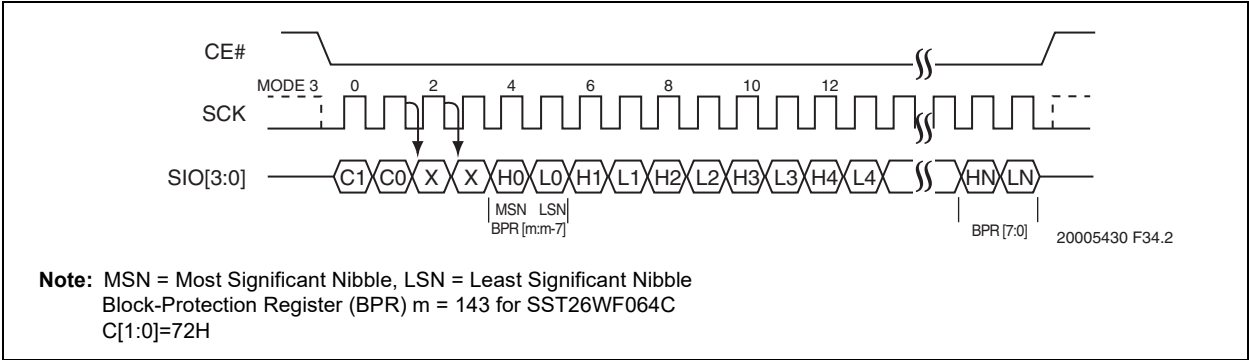 CE#
MODE 3 0 2 4 6 8 10 12
SCK
SIO[3:0] C1 C0 X X H0 L0 H1 L1 H2 L2 H3 L3 H4 L4 HN LN
MSN LSN
BPR [m:m-7]
BPR [7:0]
20005430 F34.2
Note: MSN = Most Significant Nibble, LSN = Least Significant Nibble
Block-Protection Register (BPR) m = 143 for SST26WF064C
C[1:0]=72H